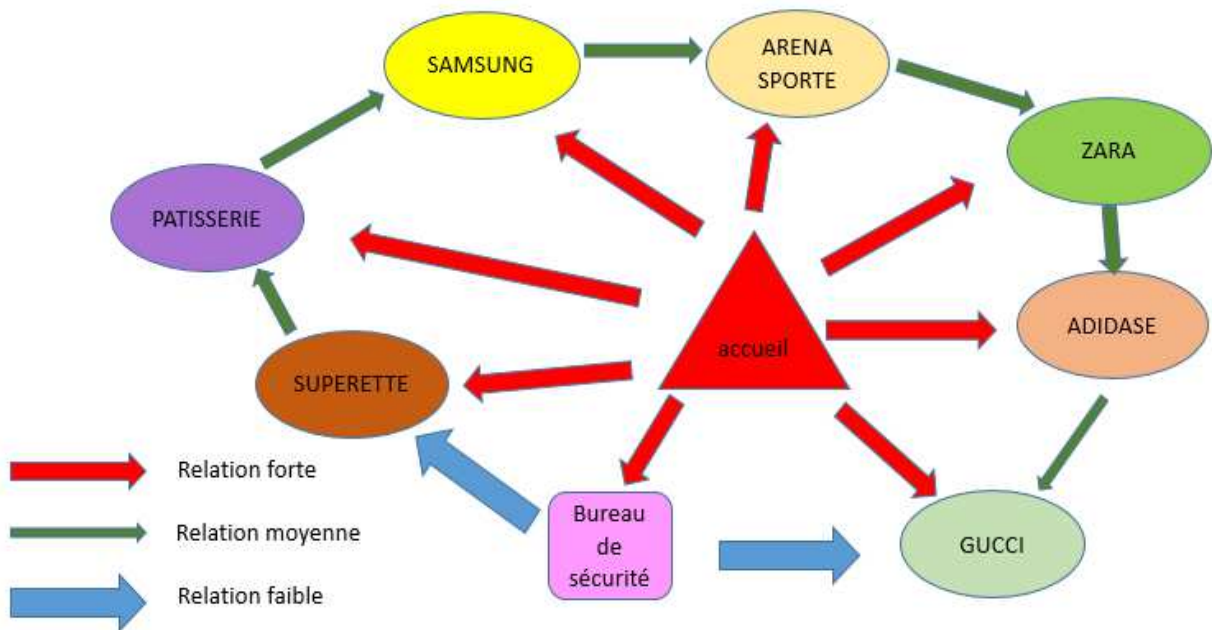 SAMSUNG
ARENA
SPORTE
ZARA
PATISSERIE
ADIDASE
accueil
SUPERETTE
Bureau
de
sécurité
GUCCI
Relation forte
Relation moyenne
Relation faible